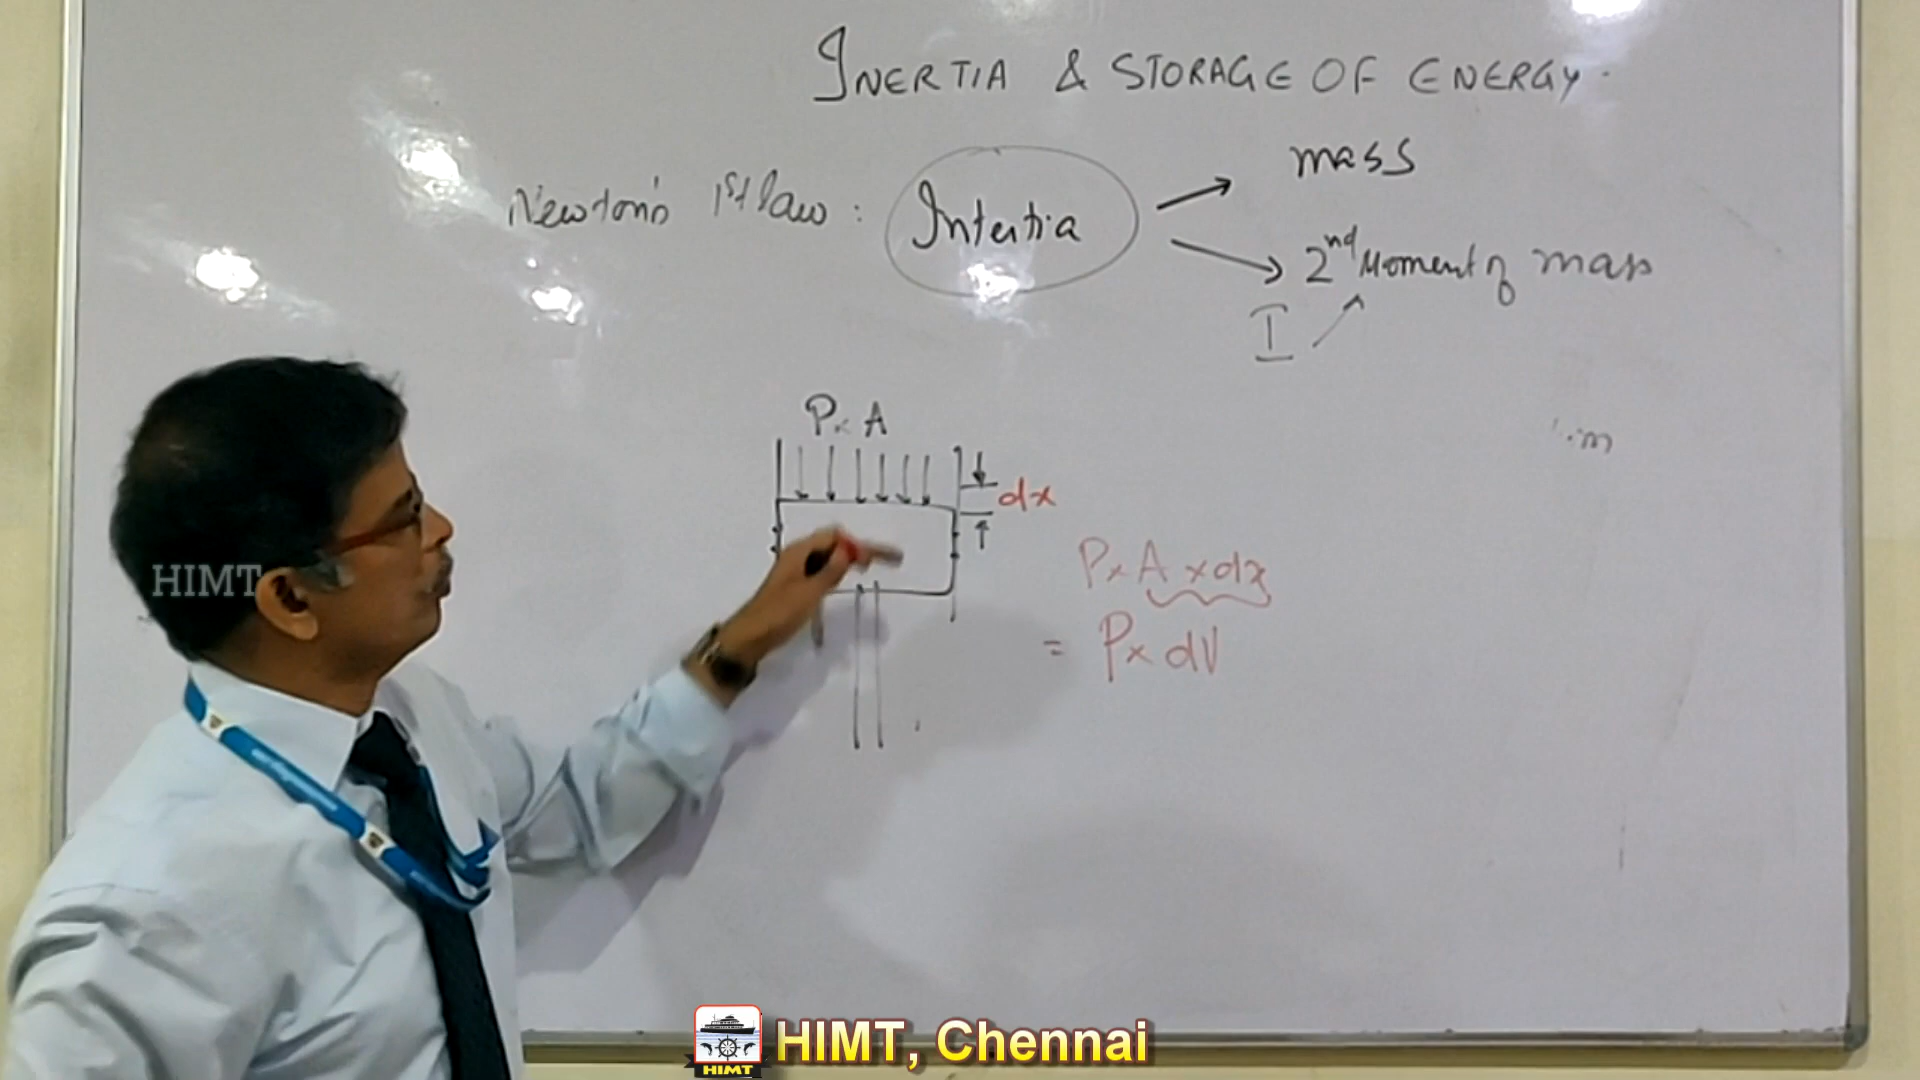 INERTIA & STORAGE OF ENERGY.
Newton's 1st law : Intertia
mass
2nd Moment of mass
I
P x A
dx
P x A x dx
= P x dV
HIMT
HIMT, Chennai
HIMT